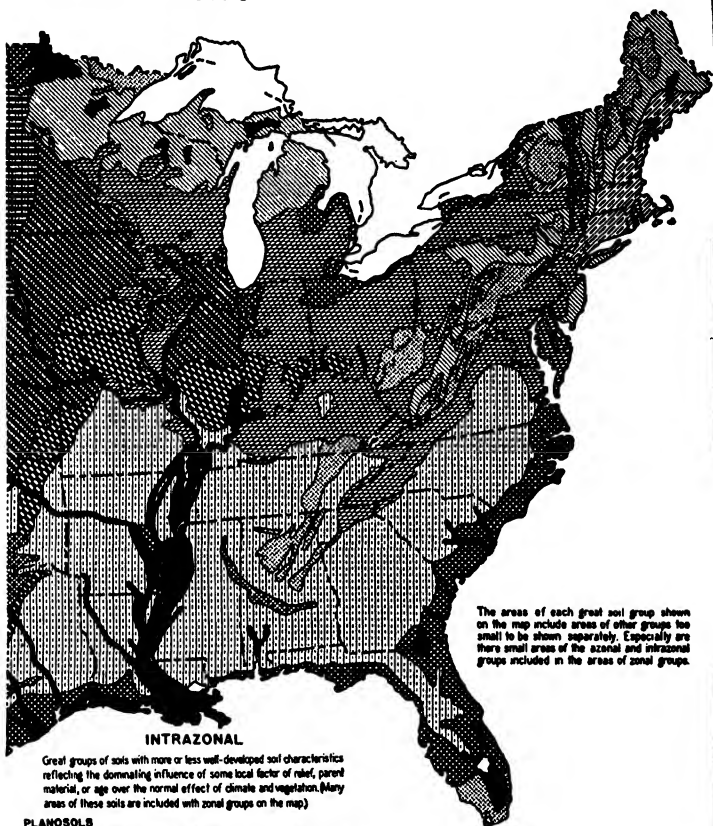 The areas of each great soil group shown
on the map include areas of other groups too
small to be shown separately. Especially are
there small areas of the azonal and intrazonal
groups included in the areas of zonal groups.
INTRAZONAL
Great groups of soils with more or less well-developed soil characteristics
reflecting the dominating influence of some local factor of relief, parent
material, or age over the normal effect of climate and vegetation. (Many
areas of these soils are included with zonal groups on the map.)
PLANOSOLS